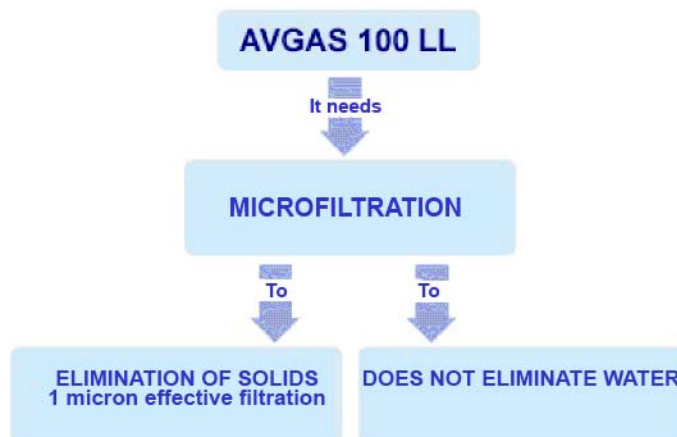 AVGAS 100 LL
It needs
MICROFILTRATION
To
To
ELIMINATION OF SOLIDS
1 micron effective filtration
DOES NOT ELIMINATE WATER